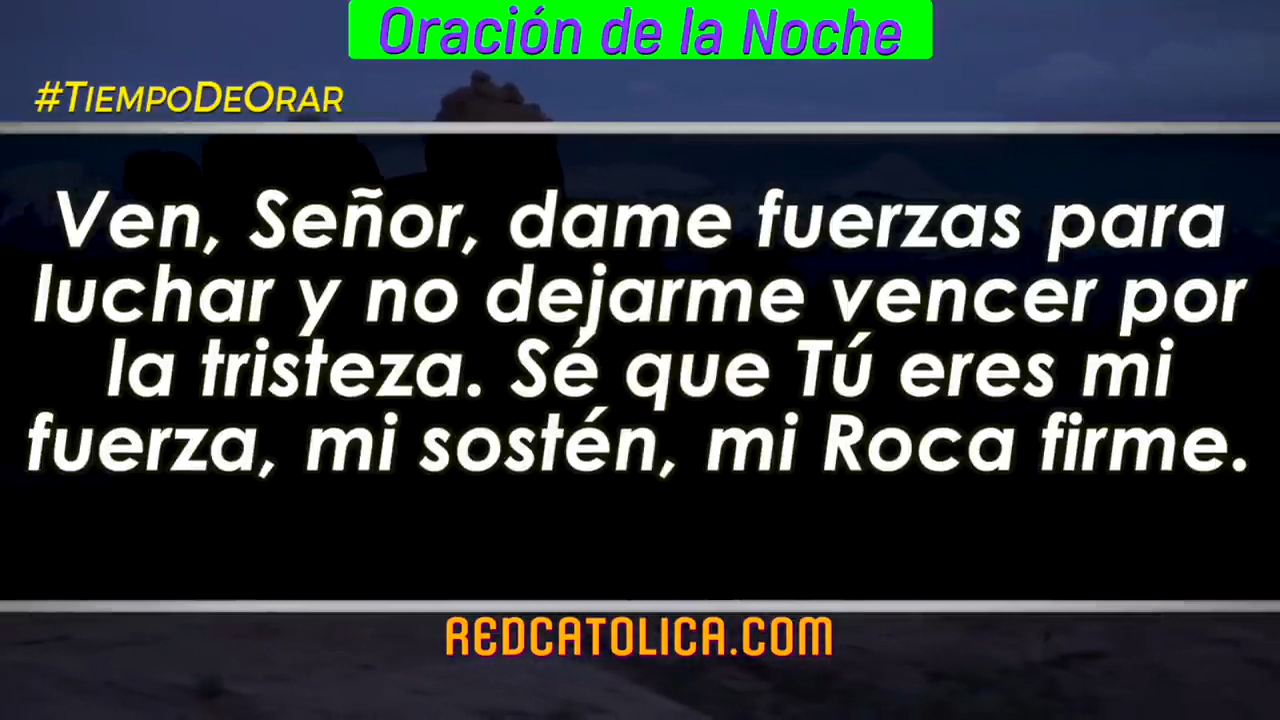 Oración de la Noche
#TiempoDeOrar
Ven, Señor, dame fuerzas para
luchar y no dejarme vencer por
la tristeza. Sé que Tú eres mi
fuerza, mi sostén, mi Roca firme.
REDCATOLICA.COM